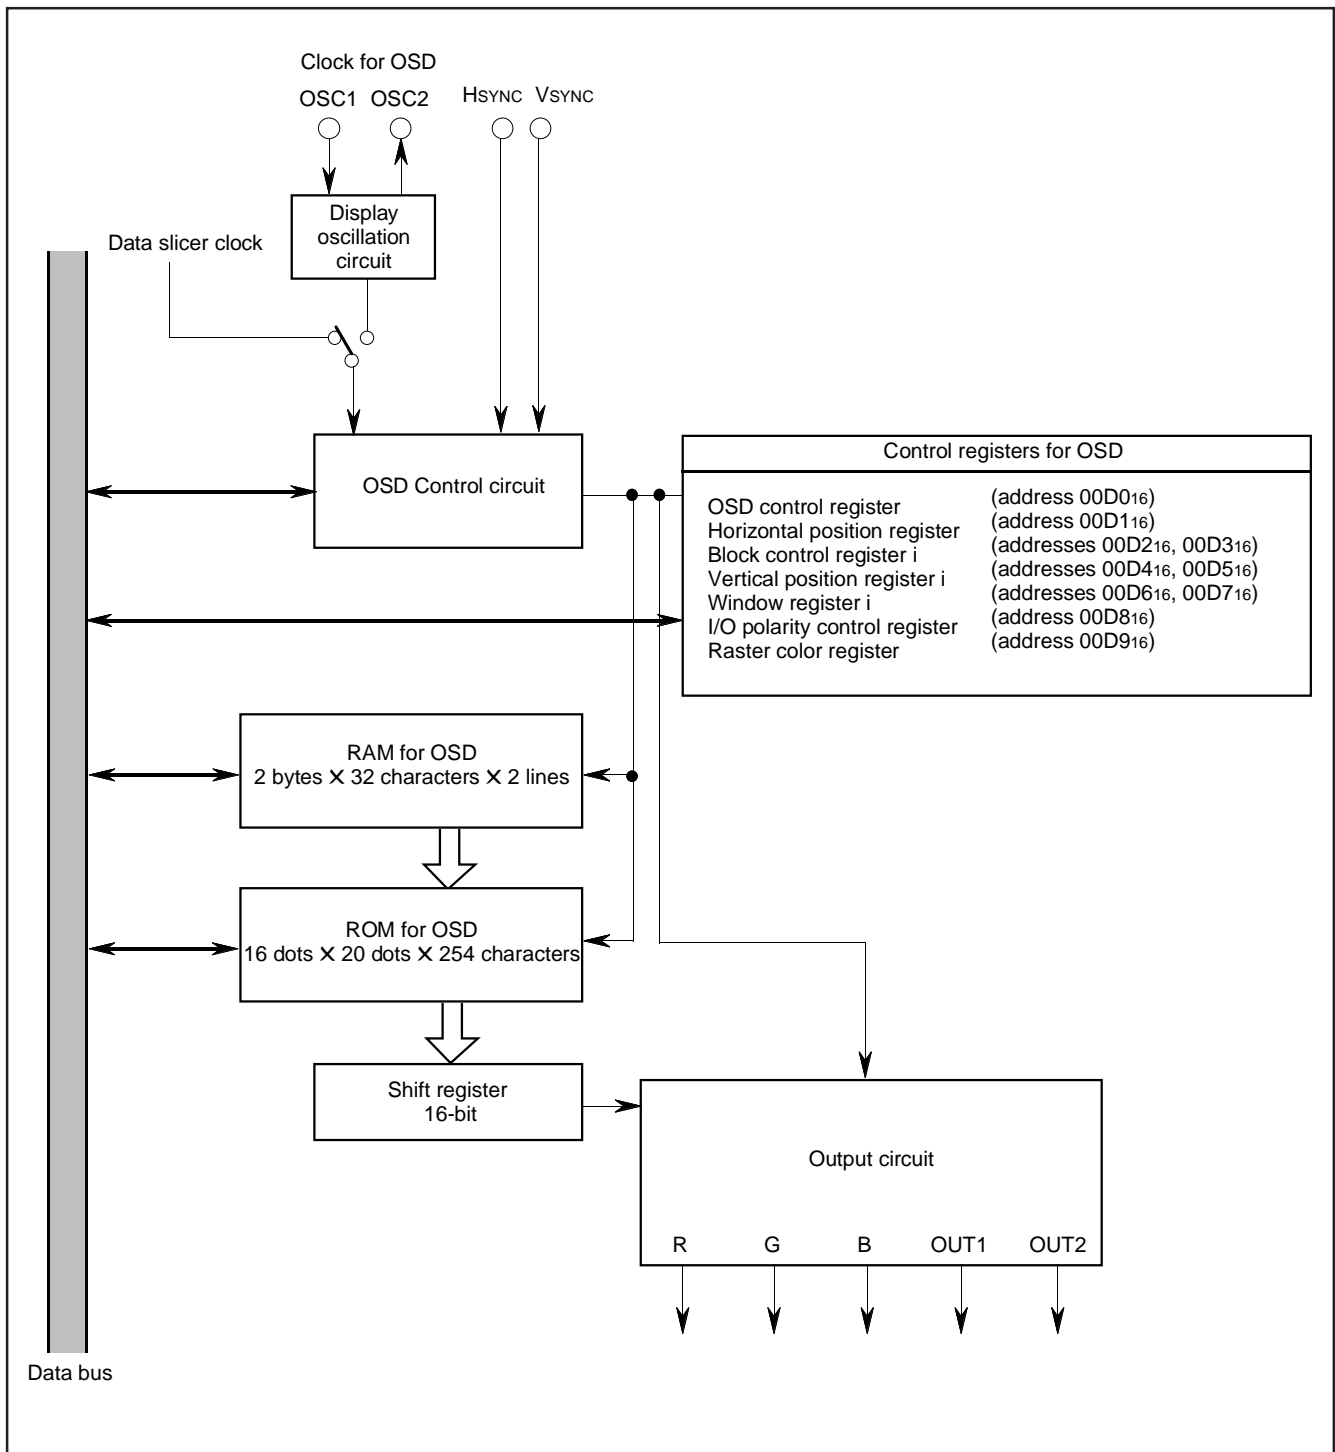 Clock for OSD
OSC1 OSC2 HSYNC VSYNC
Display
oscillation
circuit
Data slicer clock
OSD Control circuit
Control registers for OSD
OSD control register (address 00D016)
Horizontal position register (address 00D116)
Block control register i (addresses 00D216, 00D316)
Vertical position register i (addresses 00D416, 00D516)
Window register i (addresses 00D616, 00D716)
I/O polarity control register (address 00D816)
Raster color register (address 00D916)
RAM for OSD
2 bytes X 32 characters X 2 lines
ROM for OSD
16 dots X 20 dots X 254 characters
Shift register
16-bit
Output circuit
R G B OUT1 OUT2
Data bus